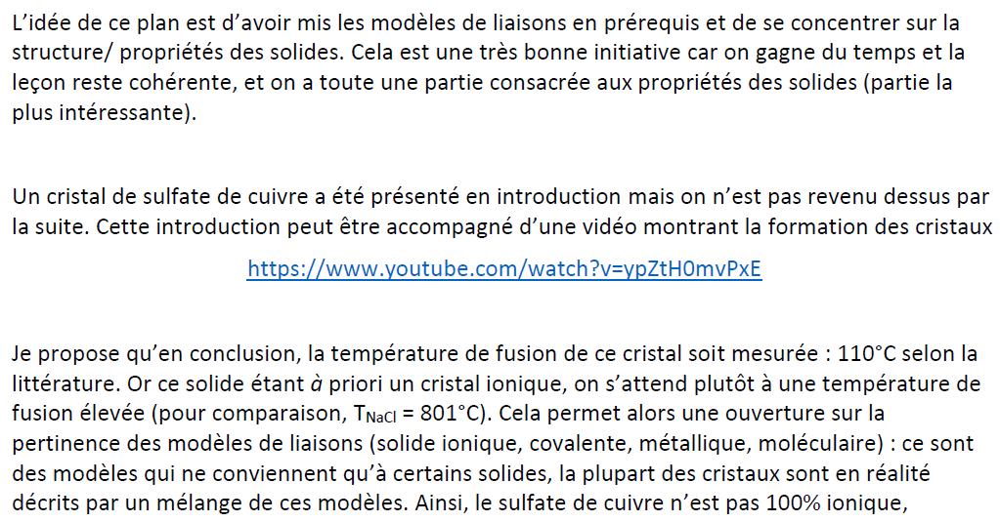 L’idée de ce plan est d’avoir mis les modèles de liaisons en prérequis et de se concentrer sur la
structure/ propriétés des solides. Cela est une très bonne initiative car on gagne du temps et la
leçon reste cohérente, et on a toute une partie consacrée aux propriétés des solides (partie la
plus intéressante).
Un cristal de sulfate de cuivre a été présenté en introduction mais on n’est pas revenu dessus par
la suite. Cette introduction peut être accompagné d’une vidéo montrant la formation des cristaux
https://www.youtube.com/watch?v=ypZtH0mvPxE
Je propose qu’en conclusion, la température de fusion de ce cristal soit mesurée : 110°C selon la
littérature. Or ce solide étant à priori un cristal ionique, on s’attend plutôt à une température de
fusion élevée (pour comparaison, TNaCl = 801°C). Cela permet alors une ouverture sur la
pertinence des modèles de liaisons (solide ionique, covalente, métallique, moléculaire) : ce sont
des modèles qui ne conviennent qu’à certains solides, la plupart des cristaux sont en réalité
décrits par un mélange de ces modèles. Ainsi, le sulfate de cuivre n’est pas 100% ionique,